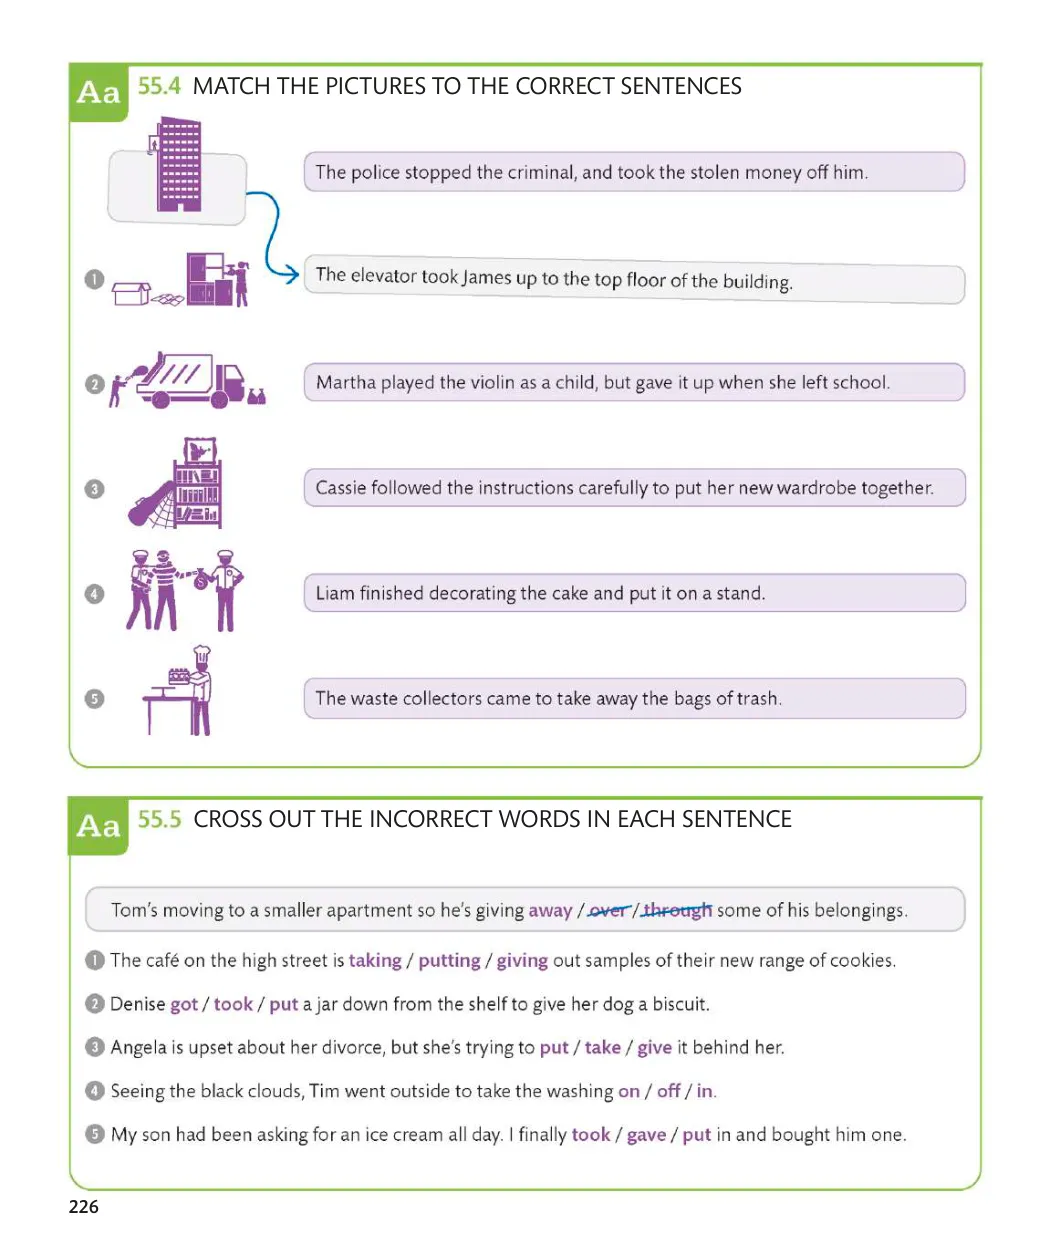 Aa 55.4 MATCH THE PICTURES TO THE CORRECT SENTENCES
The police stopped the criminal, and took the stolen money off him.
The elevator took James up to the top floor of the building.
1
2 Martha played the violin as a child, but gave it up when she left school.
3 Cassie followed the instructions carefully to put her new wardrobe together.
4 Liam finished decorating the cake and put it on a stand.
5 The waste collectors came to take away the bags of trash.
Aa 55.5 CROSS OUT THE INCORRECT WORDS IN EACH SENTENCE
Tom's moving to a smaller apartment so he's giving away / over / through some of his belongings.
1 The café on the high street is taking / putting / giving out samples of their new range of cookies.
2 Denise got / took / put a jar down from the shelf to give her dog a biscuit.
3 Angela is upset about her divorce, but she's trying to put / take / give it behind her.
4 Seeing the black clouds, Tim went outside to take the washing on / off / in.
5 My son had been asking for an ice cream all day. I finally took / gave / put in and bought him one.
226